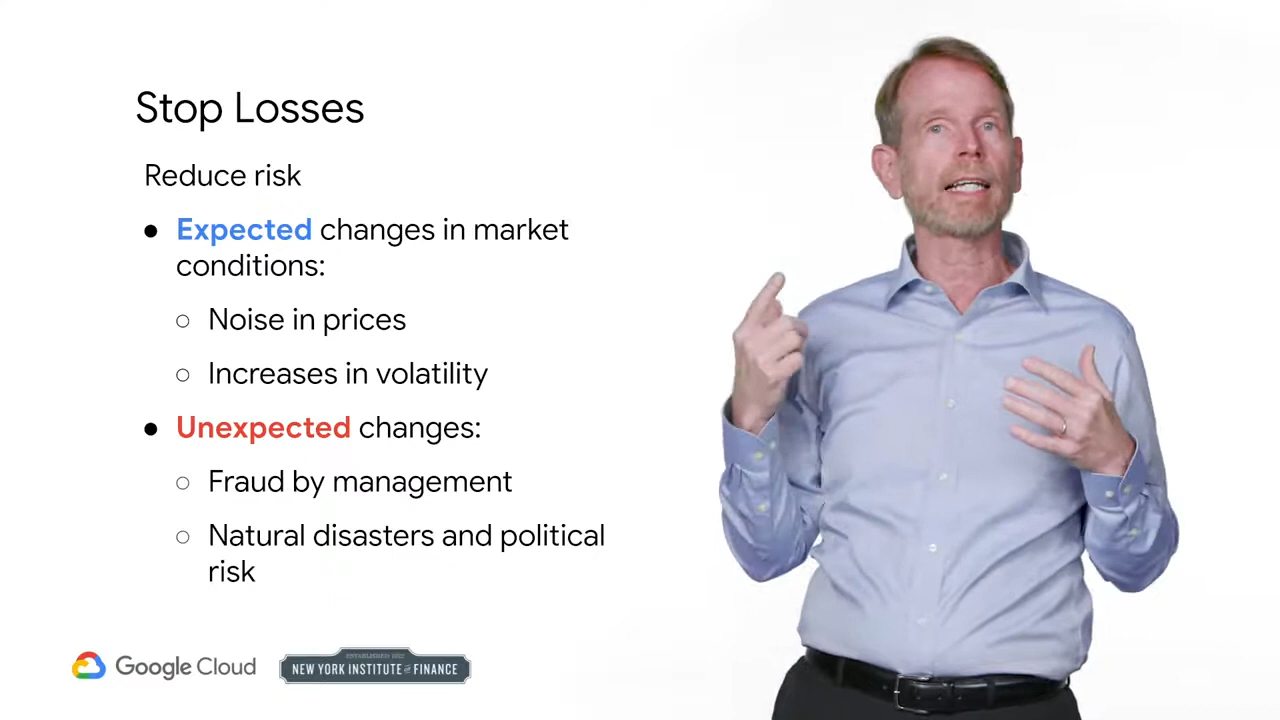 Stop Losses
Reduce risk
● Expected changes in market
conditions:
○ Noise in prices
○ Increases in volatility
● Unexpected changes:
○ Fraud by management
○ Natural disasters and political
risk
Google Cloud
NEW YORK INSTITUTE OF FINANCE